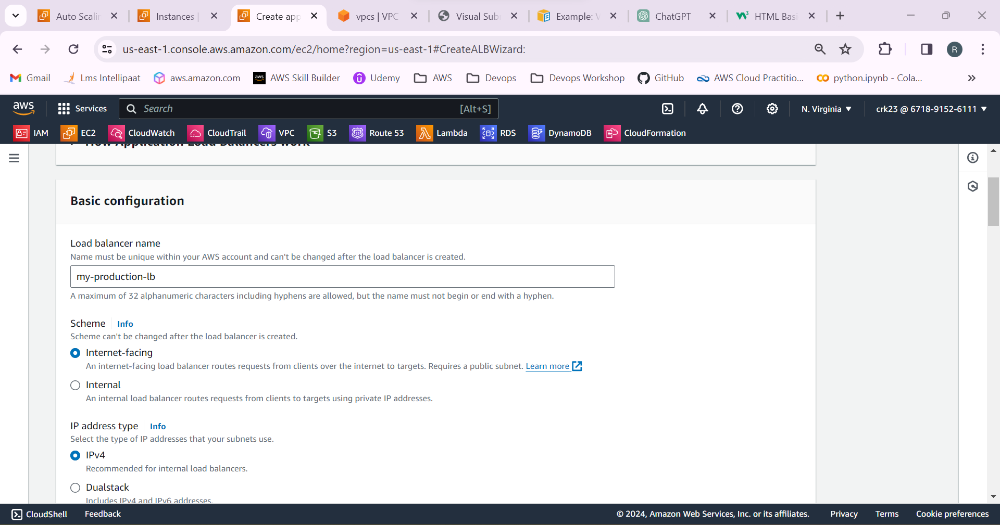 Auto Scali
Instances |
Create app
vpcs | VPC
Visual Sub
Example: V
ChatGPT
HTML Basi
us-east-1.console.aws.amazon.com/ec2/home?region=us-east-1#CreateALBWizard:
R
Gmail
Lms Intellipaat
aws.amazon.com
aws
AWS Skill Builder
Udemy
AWS
Devops
Devops Workshop
GitHub
AWS Cloud Practitio...
python.ipynb - Cola...
aws
Services
Search
[Alt+S]
N. Virginia
crk23 @ 6718-9152-6111
IAM
EC2
CloudWatch
CloudTrail
VPC
S3
Route 53
Lambda
RDS
DynamoDB
CloudFormation
How Application Load Balancers work
Basic configuration
Load balancer name
Name must be unique within your AWS account and can't be changed after the load balancer is created.
my-production-lb
A maximum of 32 alphanumeric characters including hyphens are allowed, but the name must not begin or end with a hyphen.
Scheme Info
Scheme can't be changed after the load balancer is created.
Internet-facing
An internet-facing load balancer routes requests from clients over the internet to targets. Requires a public subnet. Learn more
Internal
An internal load balancer routes requests from clients to targets using private IP addresses.
IP address type Info
Select the type of IP addresses that your subnets use.
IPv4
Recommended for internal load balancers.
Dualstack
Includes IPv4 and IPv6 addresses.
CloudShell
Feedback
© 2024, Amazon Web Services, Inc. or its affiliates.
Privacy
Terms
Cookie preferences